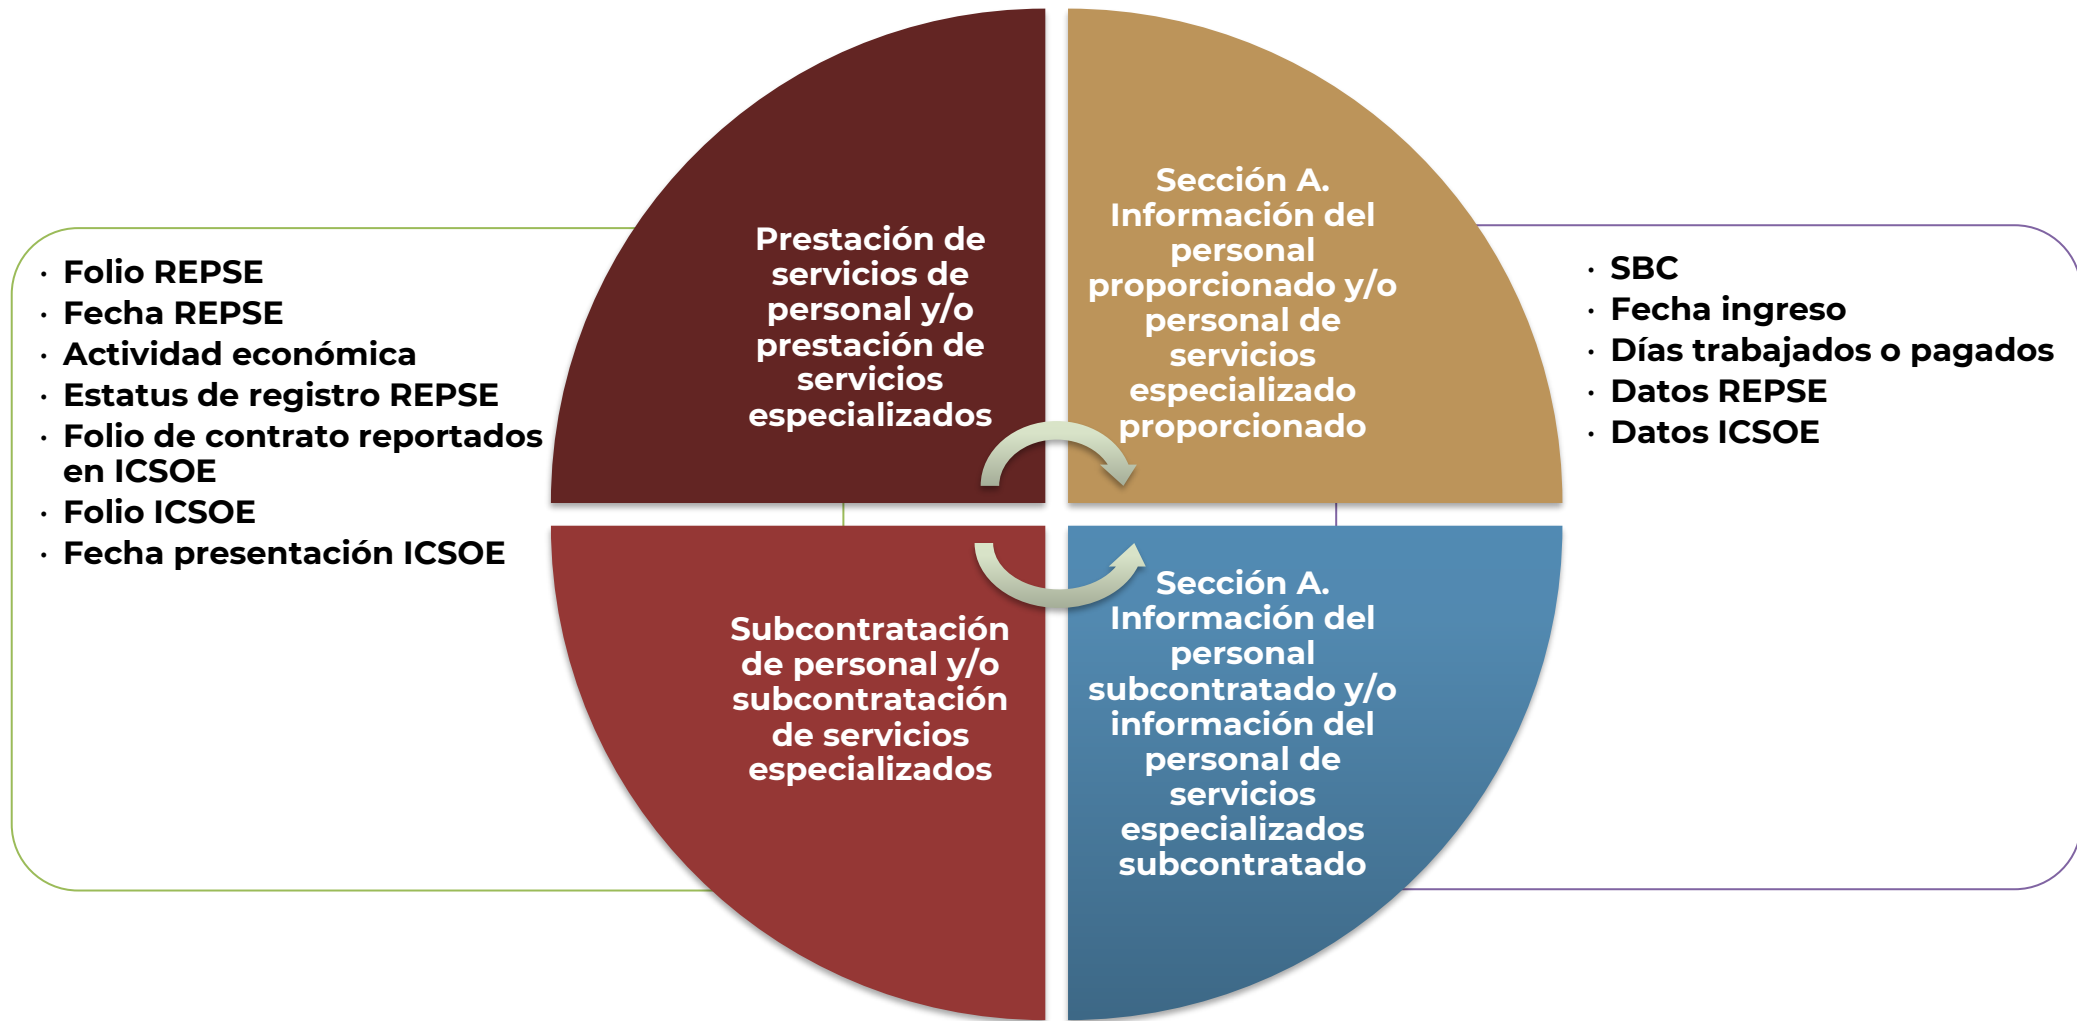 · Folio REPSE
· Fecha REPSE
· Actividad económica
· Estatus de registro REPSE
· Folio de contrato reportados
en ICSOE
· Folio ICSOE
· Fecha presentación ICSOE
Prestación de
servicios de
personal y/o
prestación de
servicios
especializados
Sección A.
Información del
personal
proporcionado y/o
personal de
servicios
especializado
proporcionado
· SBC
· Fecha ingreso
· Días trabajados o pagados
· Datos REPSE
· Datos ICSOE
Subcontratación
de personal y/o
subcontratación
de servicios
especializados
Sección A.
Información del
personal
subcontratado y/o
información del
personal de
servicios
especializados
subcontratado